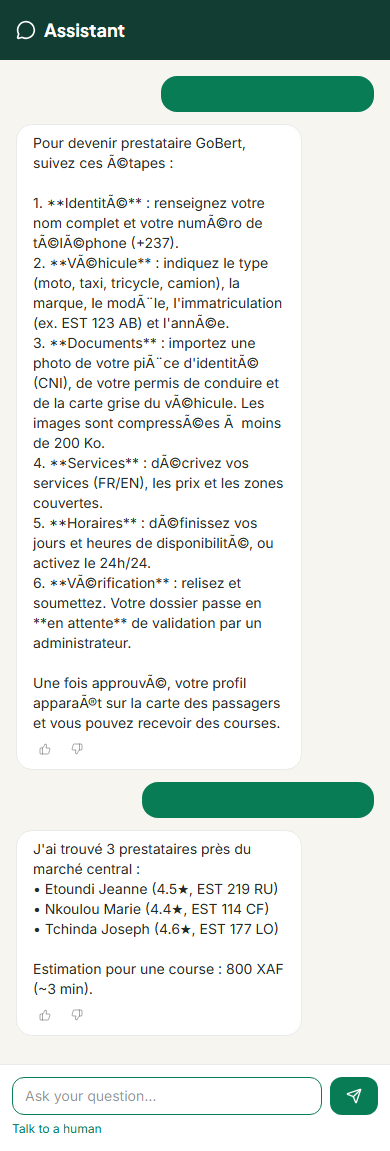 Assistant
Pour devenir prestataire GoBert,
suivez ces Ã©tapes :
1. **IdentitÃ©** : renseignez votre
nom complet et votre numÃ©ro de
tÃ©lÃ©phone (+237).
2. **VÃ©hicule** : indiquez le type
(moto, taxi, tricycle, camion), la
marque, le modÃ¨le, l'immatriculation
(ex. EST 123 AB) et l'annÃ©e.
3. **Documents** : importez une
photo de votre piÃ¨ce d'identitÃ©
(CNI), de votre permis de conduire et
de la carte grise du vÃ©hicule. Les
images sont compressÃ©es Ã  moins
de 200 Ko.
4. **Services** : dÃ©crivez vos
services (FR/EN), les prix et les zones
couvertes.
5. **Horaires** : dÃ©finissez vos
jours et heures de disponibilitÃ©, ou
activez le 24h/24.
6. **VÃ©rification** : relisez et
soumettez. Votre dossier passe en
**en attente** de validation par un
administrateur.
Une fois approuvÃ©, votre profil
apparaÃ®t sur la carte des passagers
et vous pouvez recevoir des courses.
J'ai trouvé 3 prestataires près du
marché central :
• Etoundi Jeanne (4.5★, EST 219 RU)
• Nkoulou Marie (4.4★, EST 114 CF)
• Tchinda Joseph (4.6★, EST 177 LO)
Estimation pour une course : 800 XAF
(~3 min).
Ask your question...
Talk to a human